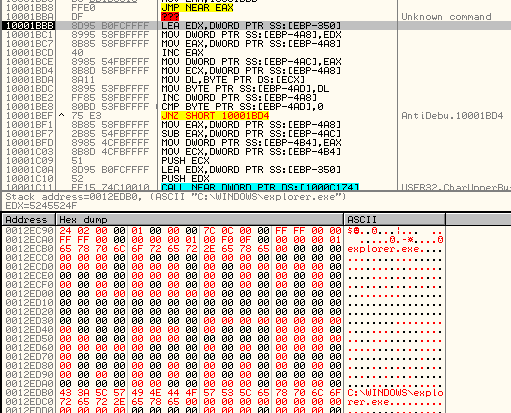 10001BB8 FFE0 JMP NEAR EAX
10001BBA DF ??? Unknown command
10001BBB 8D95 B0FCFFFF LEA EDX,DWORD PTR SS:[EBP-350]
10001BC1 8995 58FBFFFF MOV DWORD PTR SS:[EBP-4A8],EDX
10001BC7 8B85 58FBFFFF MOV EAX,DWORD PTR SS:[EBP-4A8]
10001BCD 40 INC EAX
10001BCE 8985 54FBFFFF MOV DWORD PTR SS:[EBP-4AC],EAX
10001BD4 8B8D 58FBFFFF MOV ECX,DWORD PTR SS:[EBP-4A8]
10001BDA 8A11 MOV DL,BYTE PTR DS:[ECX]
10001BDC 8895 53FBFFFF MOV BYTE PTR SS:[EBP-4AD],DL
10001BE2 FF85 58FBFFFF INC DWORD PTR SS:[EBP-4A8]
10001BE8 80BD 53FBFFFF CMP BYTE PTR SS:[EBP-4AD],0
10001BEF ^ 75 E3 JNZ SHORT 10001BD4 AntiDebu.10001BD4
10001BF1 8B85 58FBFFFF MOV EAX,DWORD PTR SS:[EBP-4A8]
10001BF7 2B85 54FBFFFF SUB EAX,DWORD PTR SS:[EBP-4AC]
10001BFD 8985 4CFBFFFF MOV DWORD PTR SS:[EBP-4B4],EAX
10001C03 8B8D 4CFBFFFF MOV ECX,DWORD PTR SS:[EBP-4B4]
10001C09 51 PUSH ECX
10001C0A 8D95 B0FCFFFF LEA EDX,DWORD PTR SS:[EBP-350]
10001C10 52 PUSH EDX
10001C11 FF15 74C10010 CALL NEAR DWORD PTR DS:[1000C174] USER32.CharUpperBu
Stack address=0012EDB0, (ASCII "C:\WINDOWS\explorer.exe")
EDX=5245524F
Address Hex dump ASCII
0012EC90 24 02 00 00 01 00 00 00 7C 0C 00 00 FF FF 00 00
0012ECA0 FF FF 00 00 00 00 01 00 F0 0F 00 00 00 00 00 01
0012ECB0 65 78 70 6C 6F 72 65 72 2E 65 78 65 00 00 00 00 explorer.exe....
0012ECC0 00 00 00 00 00 00 00 00 00 00 00 00 00 00 00 00 ................
0012ECD0 00 00 00 00 00 00 00 00 00 00 00 00 00 00 00 00 ................
0012ECE0 00 00 00 00 00 00 00 00 00 00 00 00 00 00 00 00 ................
0012ECF0 00 00 00 00 00 00 00 00 00 00 00 00 00 00 00 00 ................
0012ED00 00 00 00 00 00 00 00 00 00 00 00 00 00 00 00 00 ................
0012ED10 00 00 00 00 00 00 00 00 00 00 00 00 00 00 00 00 ................
0012ED20 00 00 00 00 00 00 00 00 00 00 00 00 00 00 00 00 ................
0012ED30 00 00 00 00 00 00 00 00 00 00 00 00 00 00 00 00 ................
0012ED40 00 00 00 00 00 00 00 00 00 00 00 00 00 00 00 00 ................
0012ED50 00 00 00 00 00 00 00 00 00 00 00 00 00 00 00 00 ................
0012ED60 00 00 00 00 00 00 00 00 00 00 00 00 00 00 00 00 ................
0012ED70 00 00 00 00 00 00 00 00 00 00 00 00 00 00 00 00 ................
0012ED80 00 00 00 00 00 00 00 00 00 00 00 00 00 00 00 00 ................
0012ED90 00 00 00 00 00 00 00 00 00 00 00 00 00 00 00 00 ................
0012EDA0 00 00 00 00 00 00 00 00 00 00 00 00 00 00 00 00 ................
0012EDB0 43 3A 5C 57 49 4E 44 4F 57 53 5C 65 78 70 6C 6F C:\WINDOWS\explo
0012EDC0 72 65 72 2E 65 78 65 00 00 00 00 00 00 00 00 00 rer.exe.........